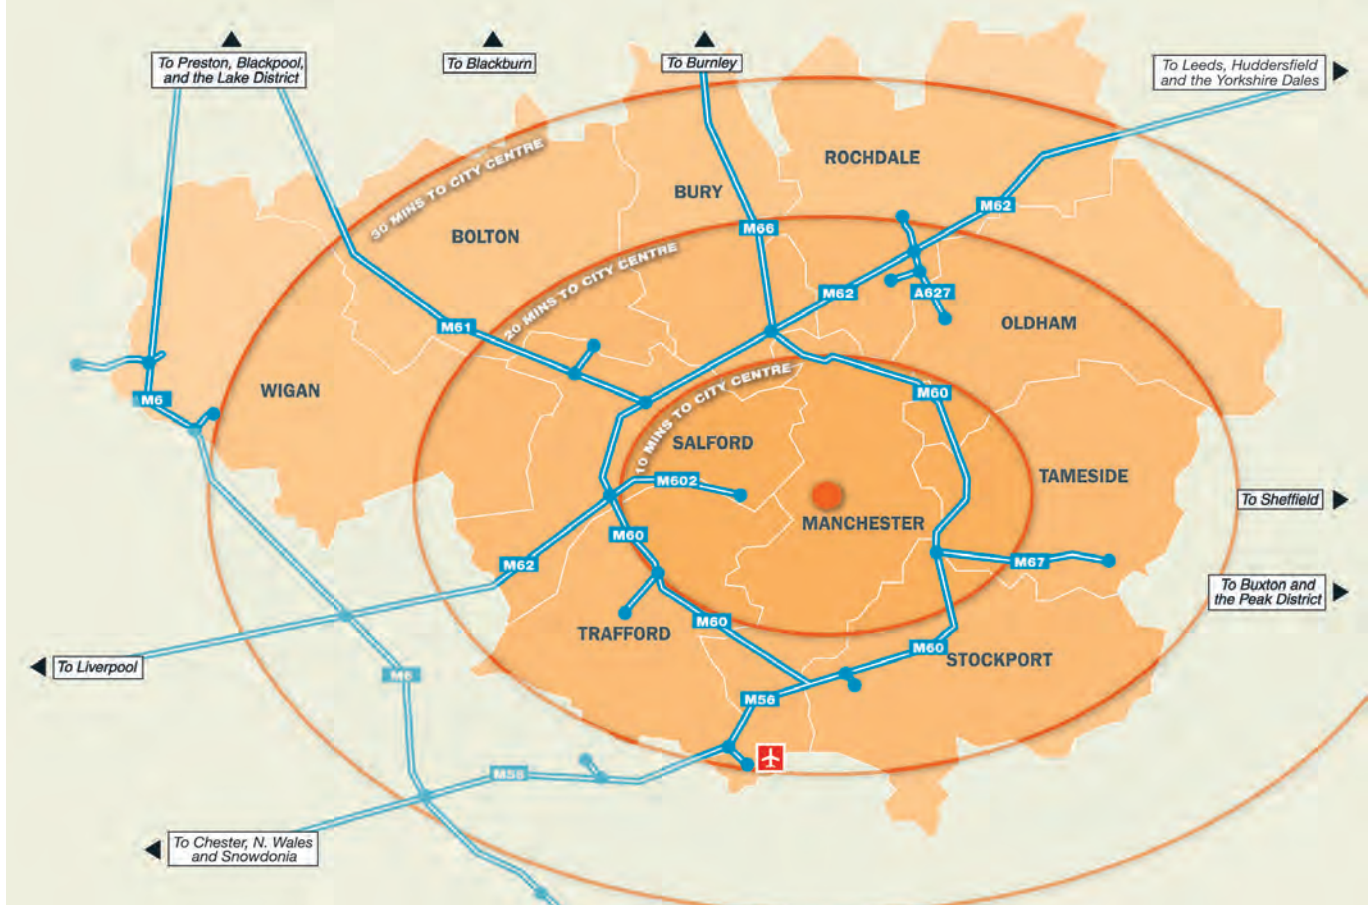 To Preston, Blackpool,
and the Lake District
To Blackburn
To Burnley
To Leeds, Huddersfield
and the Yorkshire Dales
ROCHDALE
30 MINS TO CITY CENTRE
BURY
M62
BOLTON
M66
20 MINS TO CITY CENTRE
M62
A627
M61
OLDHAM
WIGAN
M6
10 MINS TO CITY CENTRE
M60
SALFORD
M602
TAMESIDE
To Sheffield
MANCHESTER
M60
M62
M67
To Buxton and
the Peak District
M60
TRAFFORD
M60
STOCKPORT
To Liverpool
M6
M56
M56
To Chester, N. Wales
and Snowdonia